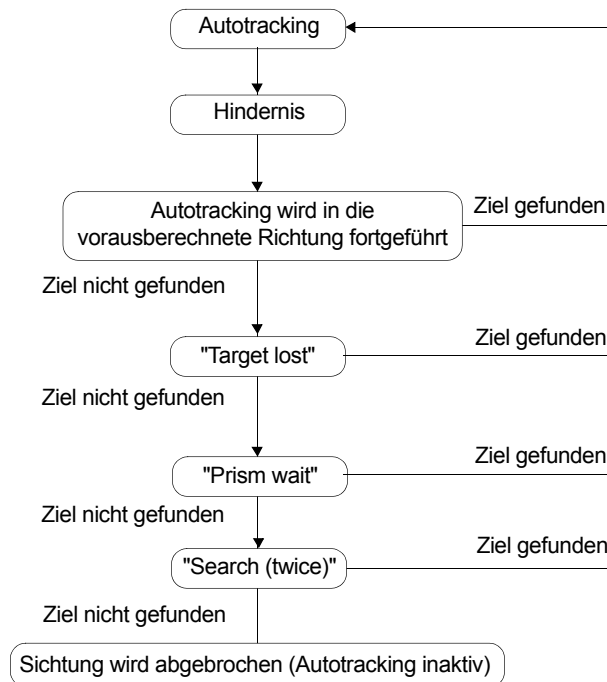 Autotracking
Hindernis
Autotracking wird in die
vorausberechnete Richtung fortgeführt
Ziel gefunden
Ziel nicht gefunden
"Target lost"
Ziel gefunden
Ziel nicht gefunden
"Prism wait"
Ziel gefunden
Ziel nicht gefunden
"Search (twice)"
Ziel gefunden
Ziel nicht gefunden
Sichtung wird abgebrochen (Autotracking inaktiv)